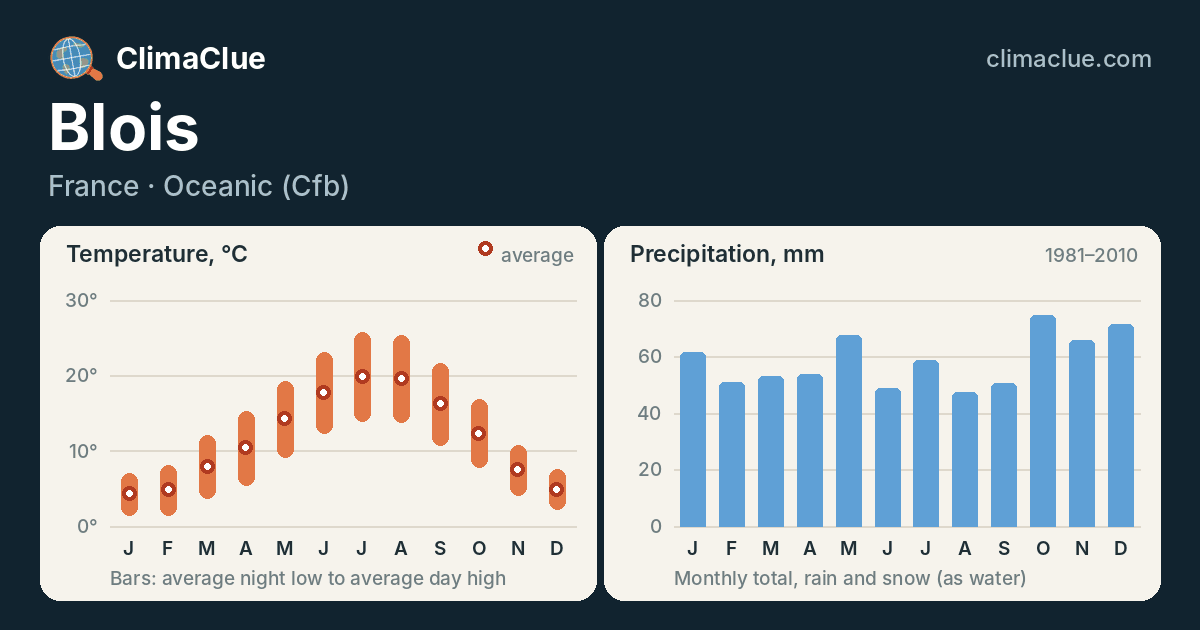 ClimaClue
climaclue.com
Blois
France · Oceanic (Cfb)
Temperature, °C
average
30°
20°
10°
0°
J F M A M J J A S O N D
Bars: average night low to average day high
Precipitation, mm
1981–2010
80
60
40
20
0
J F M A M J J A S O N D
Monthly total, rain and snow (as water)